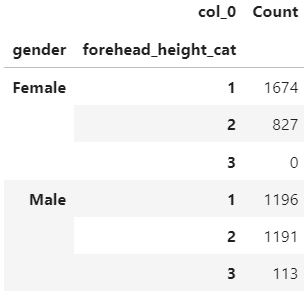 col_0 Count
gender forehead_height_cat
Female 1 1674
2 827
3 0
Male 1 1196
2 1191
3 113